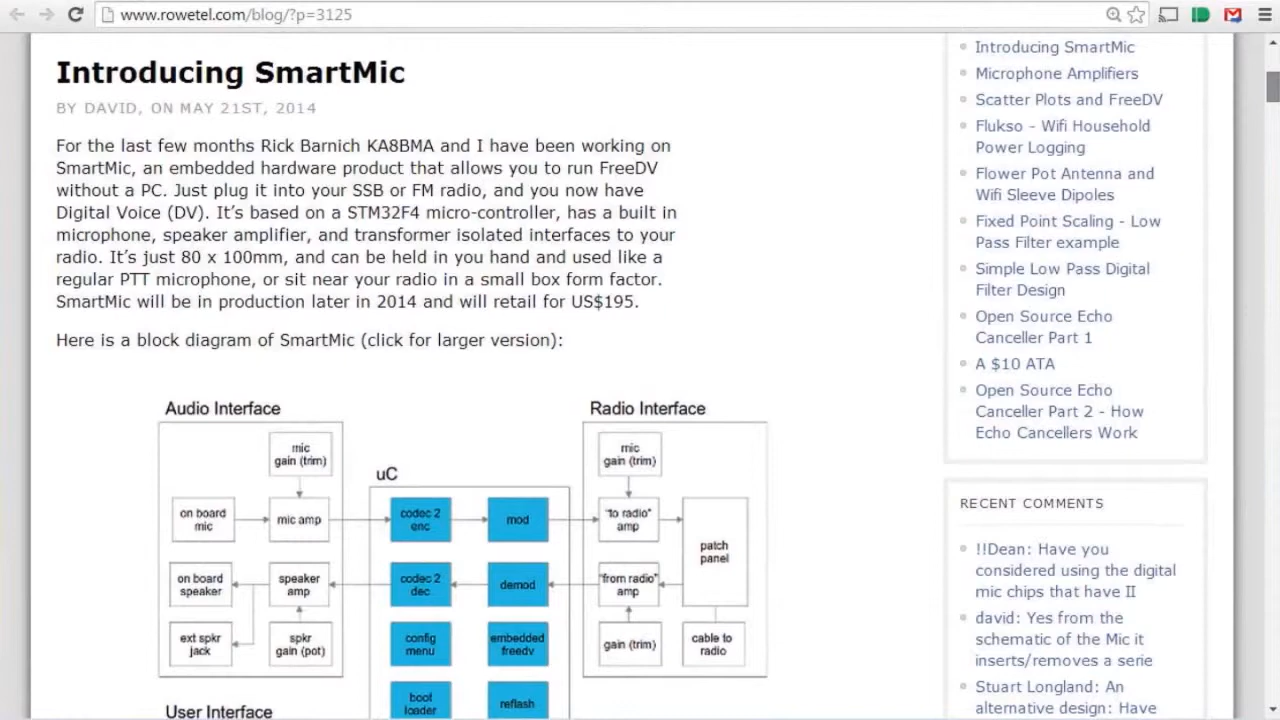 www.rowetel.com/blog/?p=3125
Introducing SmartMic
BY DAVID, ON MAY 21ST, 2014
For the last few months Rick Barnich KA8BMA and I have been working on
SmartMic, an embedded hardware product that allows you to run FreeDV
without a PC. Just plug it into your SSB or FM radio, and you now have
Digital Voice (DV). It's based on a STM32F4 micro-controller, has a built in
microphone, speaker amplifier, and transformer isolated interfaces to your
radio. It's just 80 x 100mm, and can be held in you hand and used like a
regular PTT microphone, or sit near your radio in a small box form factor.
SmartMic will be in production later in 2014 and will retail for US$195.
Here is a block diagram of SmartMic (click for larger version):
Audio Interface
mic
gain (trim)
on board
mic
mic amp
on board
speaker
speaker
amp
ext spkr
jack
spkr
gain (pot)
User Interface
uC
codec 2
enc
mod
codec 2
dec
demod
config
menu
embedded
freedv
boot
loader
reflash
Radio Interface
mic
gain (trim)
"to radio"
amp
patch
panel
"from radio"
amp
gain (trim)
cable to
radio
Introducing SmartMic
Microphone Amplifiers
Scatter Plots and FreeDV
Flukso - Wifi Household
Power Logging
Flower Pot Antenna and
Wifi Sleeve Dipoles
Fixed Point Scaling - Low
Pass Filter example
Simple Low Pass Digital
Filter Design
Open Source Echo
Canceller Part 1
A $10 ATA
Open Source Echo
Canceller Part 2 - How
Echo Cancellers Work
RECENT COMMENTS
!!Dean: Have you
considered using the digital
mic chips that have II
david: Yes from the
schematic of the Mic it
inserts/removes a serie
Stuart Longland: An
alternative design: Have